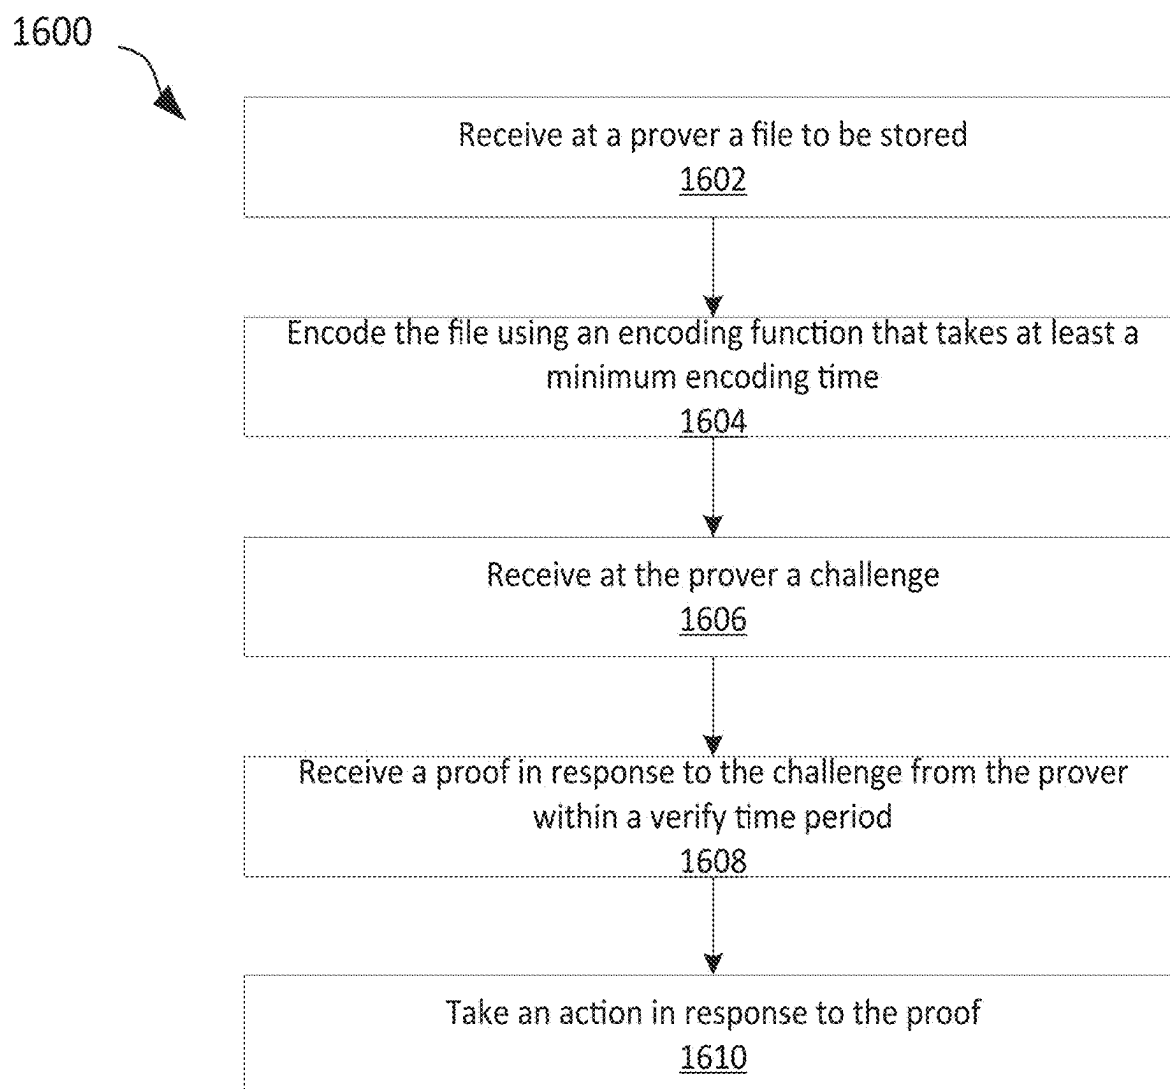 1600
Receive at a prover a file to be stored
1602
Encode the file using an encoding function that takes at least a
minimum encoding time
1604
Receive at the prover a challenge
1606
Receive a proof in response to the challenge from the prover
within a verify time period
1608
Take an action in response to the proof
1610